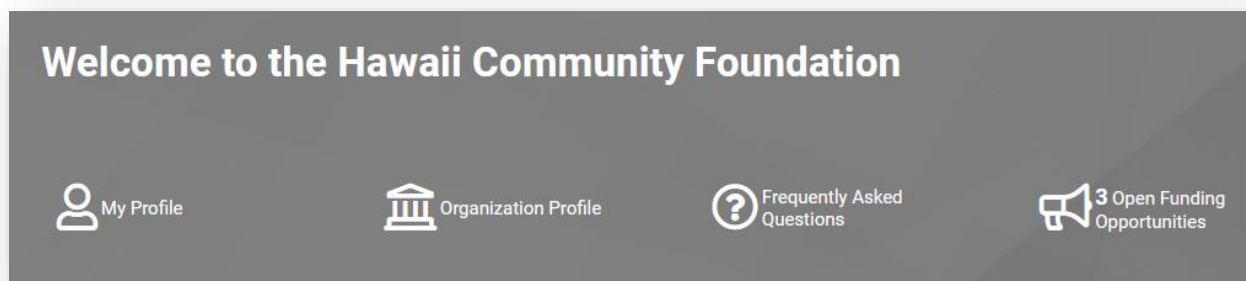 Welcome to the Hawaii Community Foundation
My Profile
Organization Profile
Frequently Asked
Questions
3 Open Funding
Opportunities